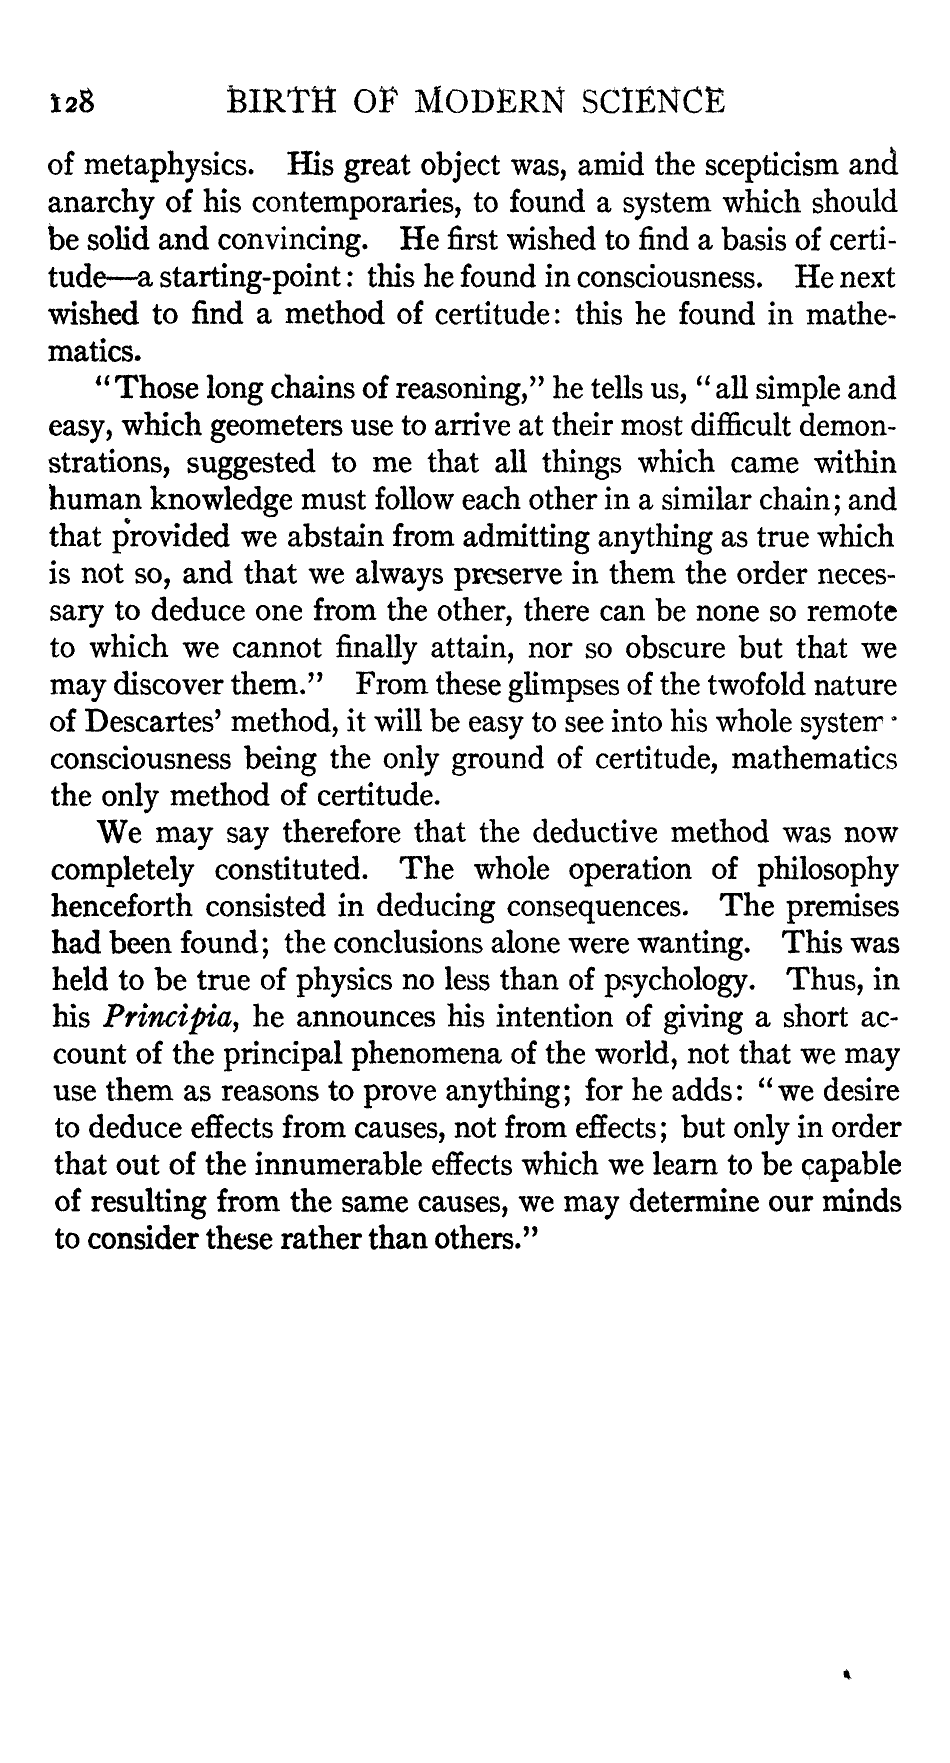 128 BIRTH OF MODERN SCIENCE
of metaphysics. His great object was, amid the scepticism and
anarchy of his contemporaries, to found a system which should
be solid and convincing. He first wished to find a basis of certi-
tude—a starting-point: this he found in consciousness. He next
wished to find a method of certitude: this he found in mathe-
matics.
"Those long chains of reasoning," he tells us, "all simple and
easy, which geometers use to arrive at their most difficult demon-
strations, suggested to me that all things which came within
human knowledge must follow each other in a similar chain; and
that provided we abstain from admitting anything as true which
is not so, and that we always preserve in them the order neces-
sary to deduce one from the other, there can be none so remote
to which we cannot finally attain, nor so obscure but that we
may discover them." From these glimpses of the twofold nature
of Descartes' method, it will be easy to see into his whole system:
consciousness being the only ground of certitude, mathematics
the only method of certitude.
We may say therefore that the deductive method was now
completely constituted. The whole operation of philosophy
henceforth consisted in deducing consequences. The premises
had been found; the conclusions alone were wanting. This was
held to be true of physics no less than of psychology. Thus, in
his Principia, he announces his intention of giving a short ac-
count of the principal phenomena of the world, not that we may
use them as reasons to prove anything; for he adds: "we desire
to deduce effects from causes, not from effects; but only in order
that out of the innumerable effects which we learn to be capable
of resulting from the same causes, we may determine our minds
to consider these rather than others."